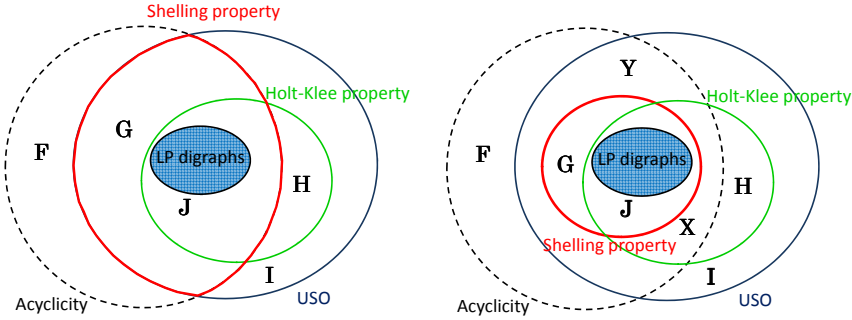 Shelling property
Holt-Klee property
F
G
LP digraphs
H
J
I
Acyclicity
USO
Y
Holt-Klee property
F
G
LP digraphs
H
J
X
Shelling property
I
Acyclicity
USO